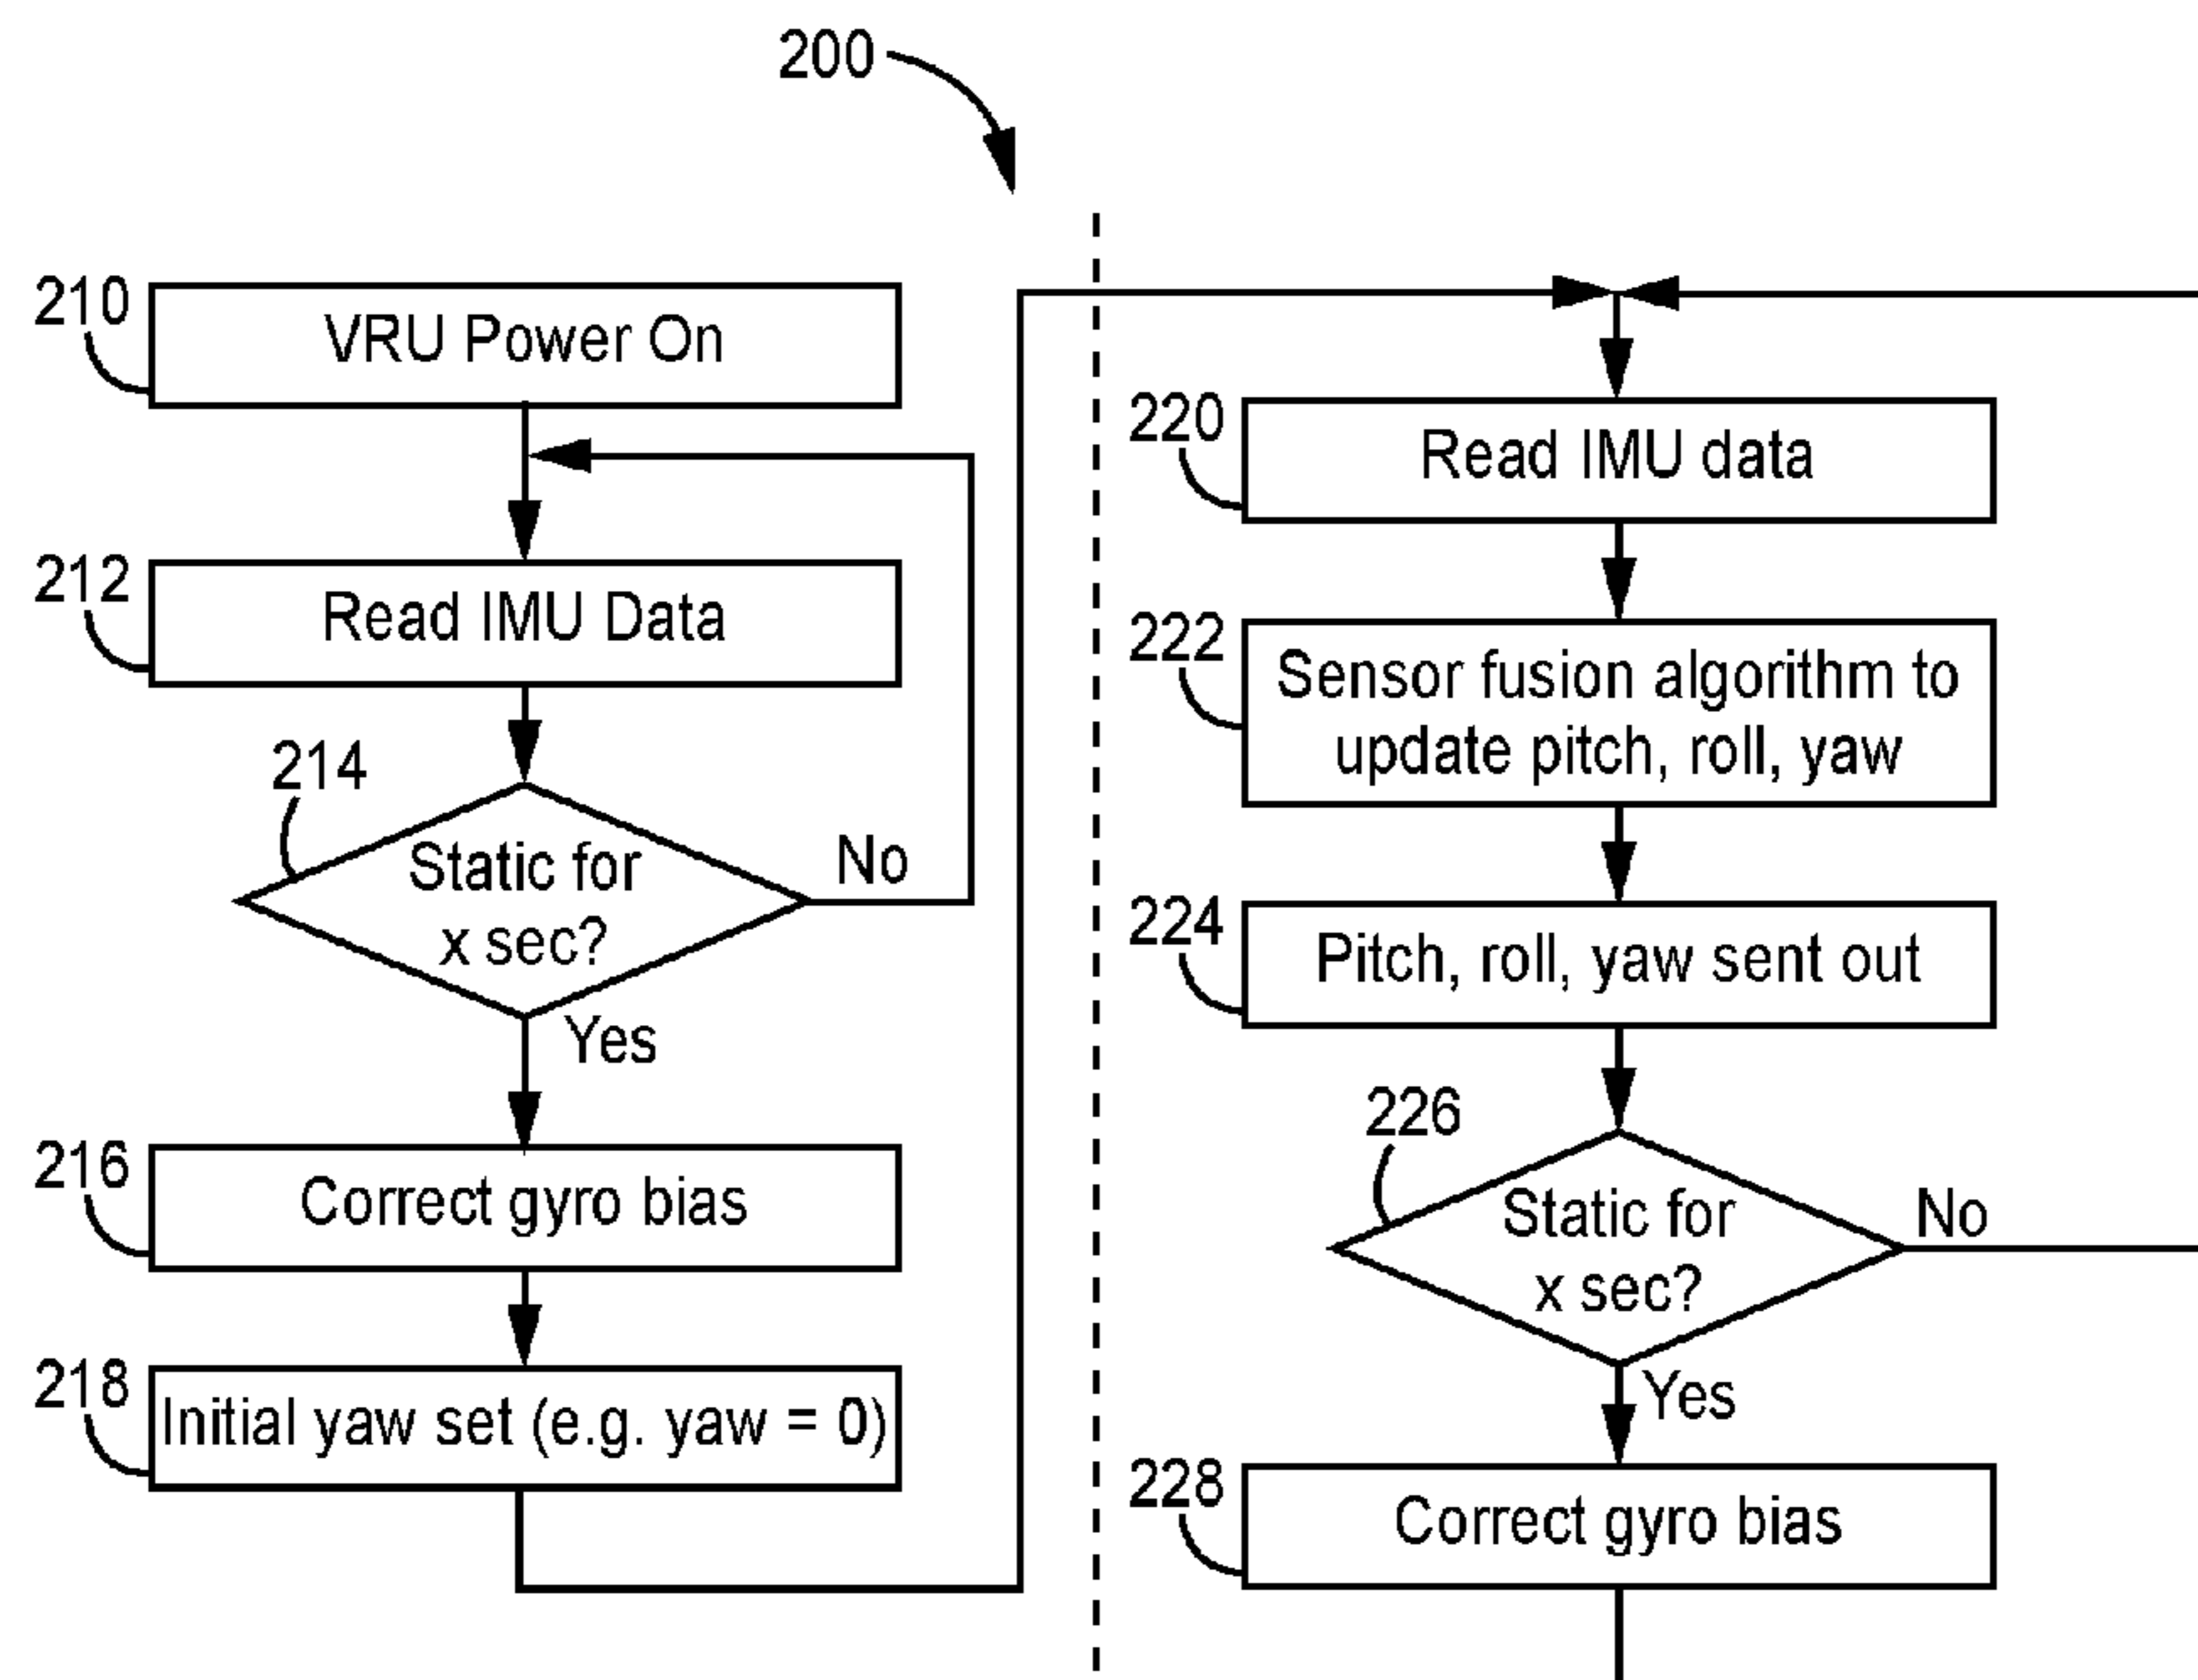 200
210
VRU Power On
212
Read IMU Data
214
Static for
x sec?
No
Yes
216
Correct gyro bias
218
Initial yaw set (e.g. yaw = 0)
220
Read IMU data
222
Sensor fusion algorithm to
update pitch, roll, yaw
224
Pitch, roll, yaw sent out
226
Static for
x sec?
No
Yes
228
Correct gyro bias